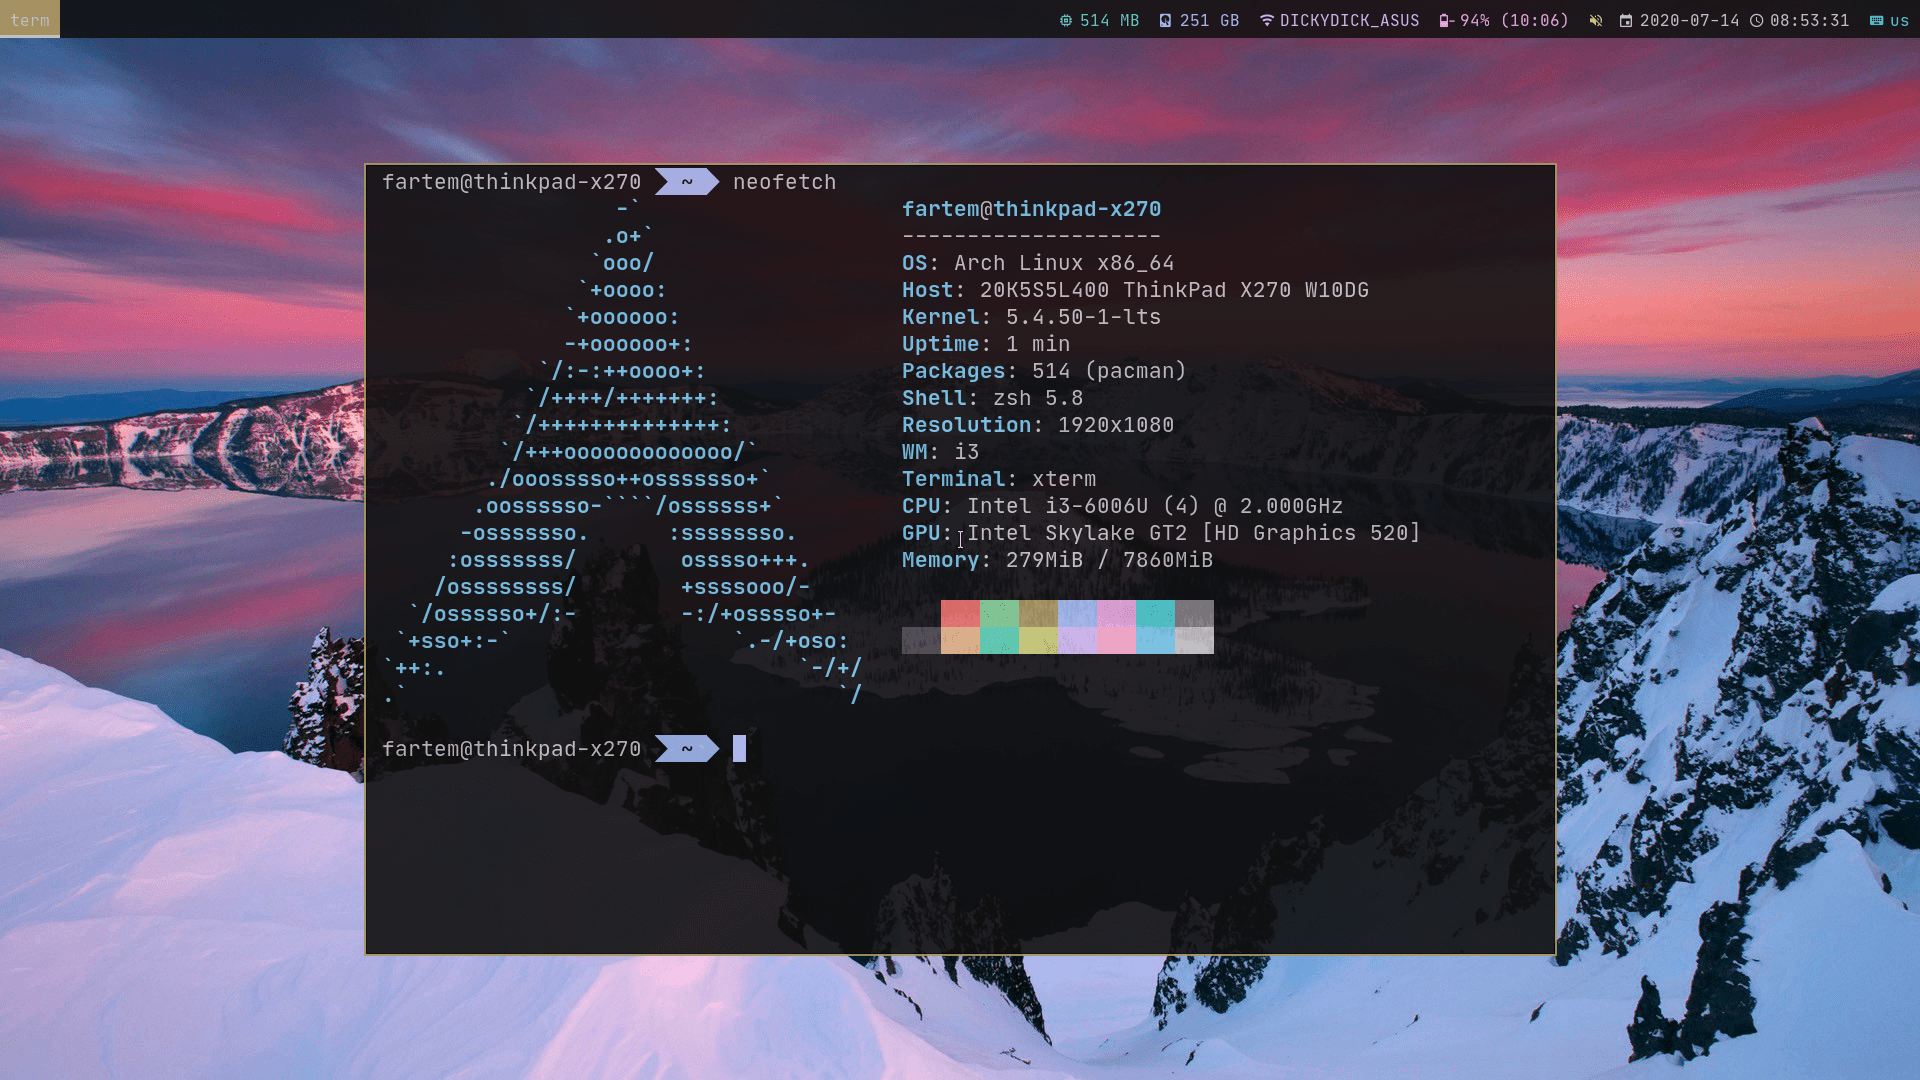 term 514 MB 251 GB DICKYDICK_ASUS 94% (10:06) 2020-07-14 08:53:31 us
fartem@thinkpad-x270 ~ neofetch
-` fartem@thinkpad-x270
.o+` --------------------
`ooo/ OS: Arch Linux x86_64
`+oooo: Host: 20K5S5L400 ThinkPad X270 W10DG
`+oooooo: Kernel: 5.4.50-1-lts
-+oooooo+: Uptime: 1 min
`/:-:++oooo+: Packages: 514 (pacman)
`/++++/+++++++: Shell: zsh 5.8
`/++++++++++++++: Resolution: 1920x1080
`/+++ooooooooooooo/` WM: i3
./ooosssso++osssssso+` Terminal: xterm
.oossssso-````/ossssss+` CPU: Intel i3-6006U (4) @ 2.000GHz
-osssssso. :ssssssso. GPU: Intel Skylake GT2 [HD Graphics 520]
:osssssss/ osssso+++. Memory: 279MiB / 7860MiB
/ossssssss/ +ssssooo/-
`/ossssso+/:- -:/+osssso+-
`+sso+:-` `.-/+oso:
`++:. `-/+/
.` `/
fartem@thinkpad-x270 ~